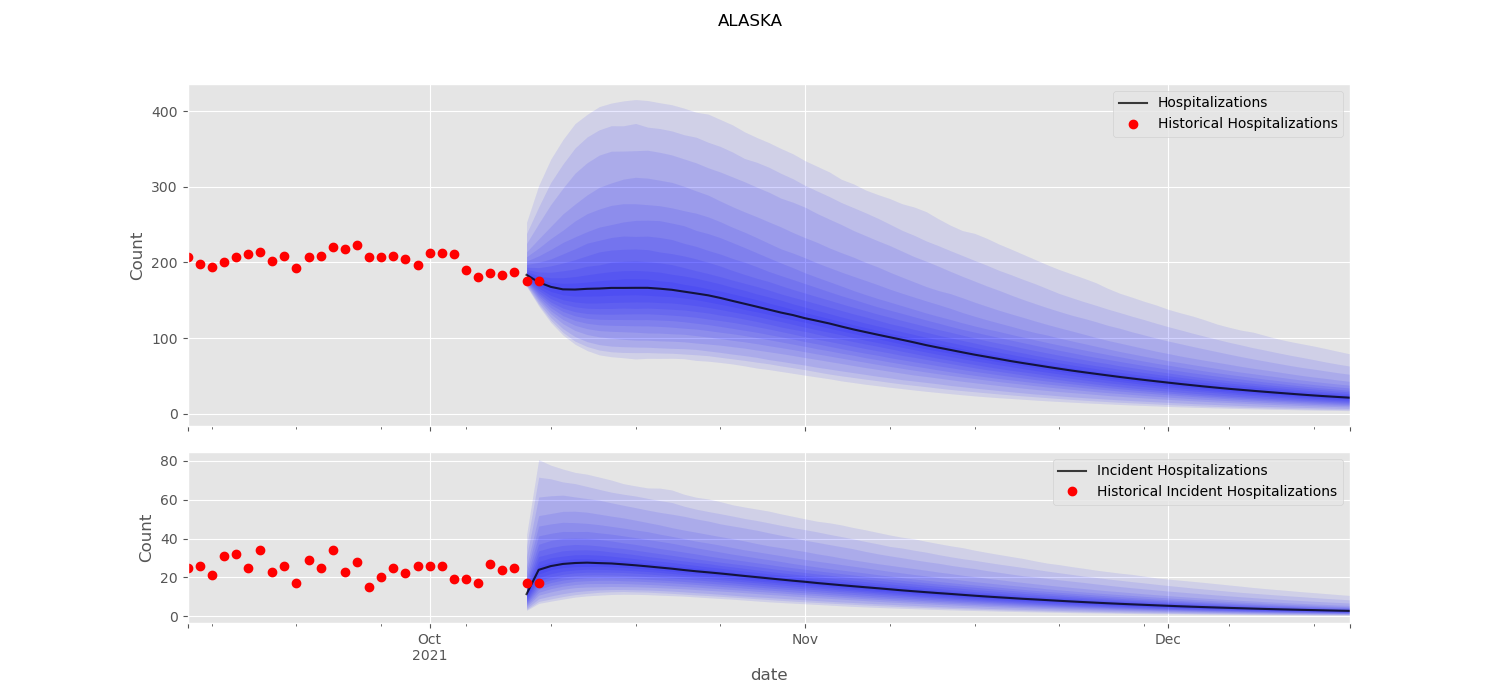 ALASKA
Count
400
300
200
100
0
Hospitalizations
Historical Hospitalizations
Count
80
60
40
20
0
Incident Hospitalizations
Historical Incident Hospitalizations
Oct
2021
Nov
Dec
date